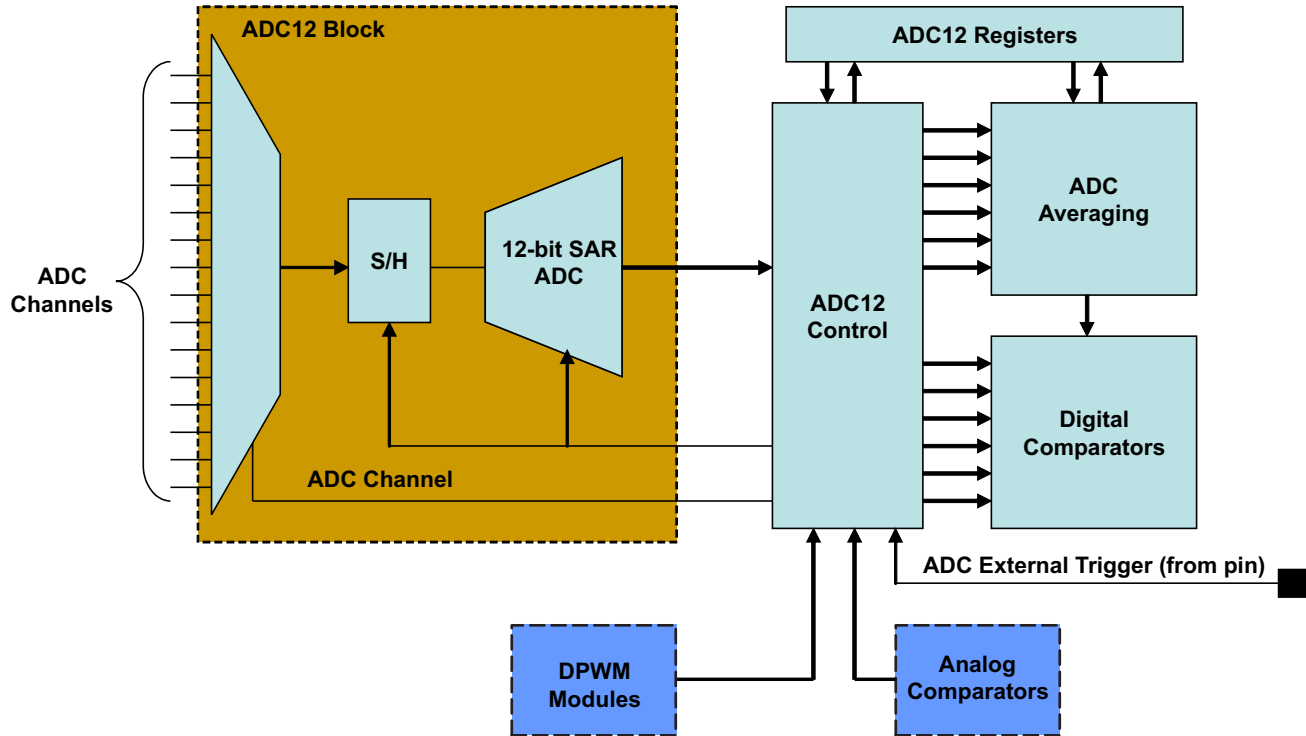 ADC12 Block
ADC12 Registers
ADC
Channels
S/H
12-bit SAR
ADC
ADC12
Control
ADC
Averaging
Digital
Comparators
ADC Channel
ADC External Trigger (from pin)
DPWM
Modules
Analog
Comparators